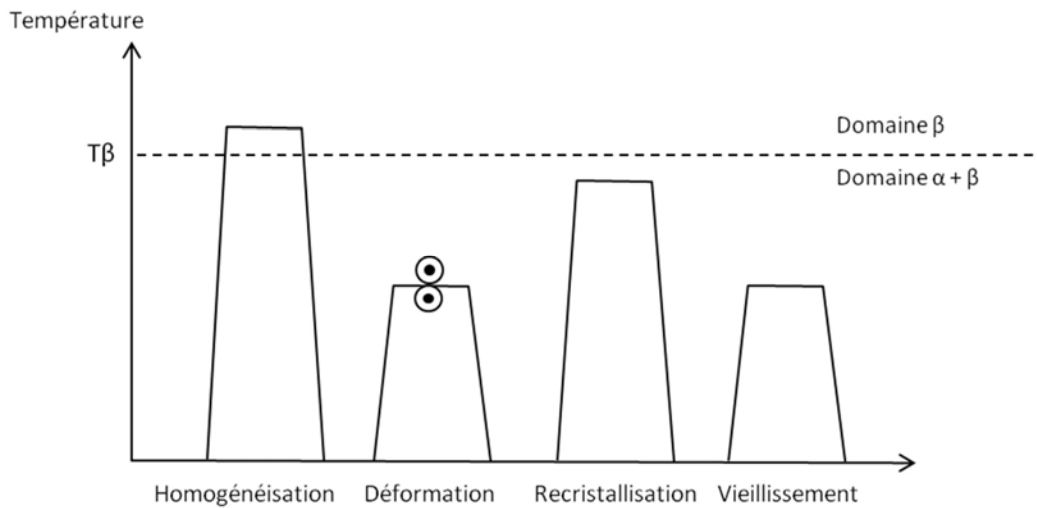 Température
Domaine β
Tβ
Domaine α + β
Homogénéisation Déformation Recristallisation Vieillissement